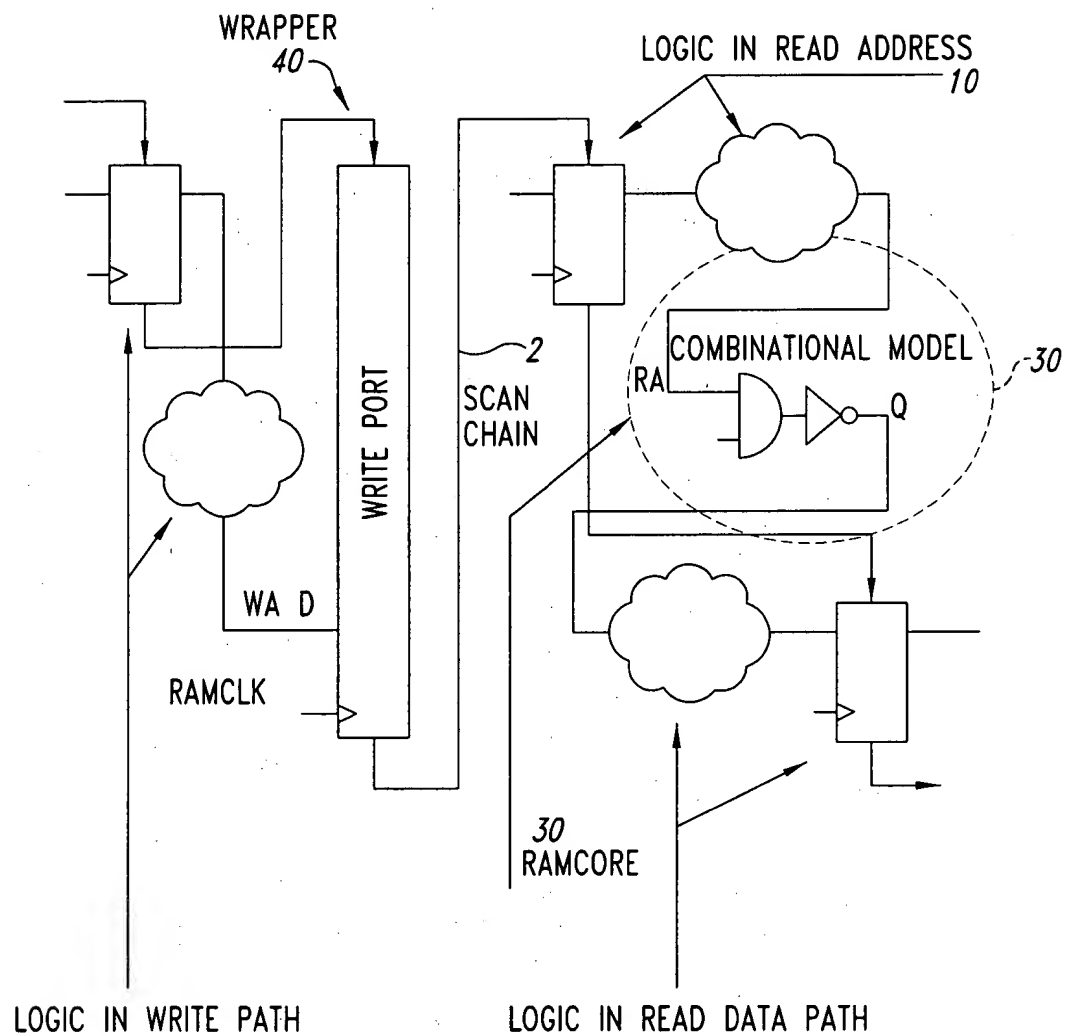 WRAPPER
40
LOGIC IN READ ADDRESS
10
COMBINATIONAL MODEL
30
RA
Q
2
SCAN
CHAIN
WRITE PORT
WA D
RAMCLK
30
RAMCORE
LOGIC IN WRITE PATH
LOGIC IN READ DATA PATH